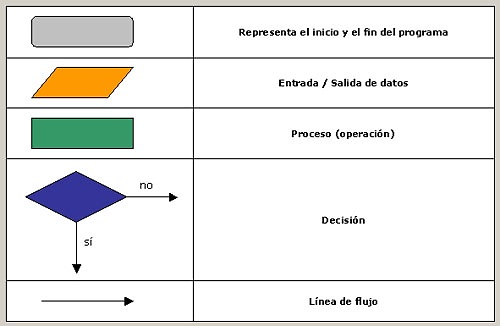 Representa el inicio y el fin del programa
Entrada / Salida de datos
Proceso (operación)
no
sí
Decisión
Línea de flujo